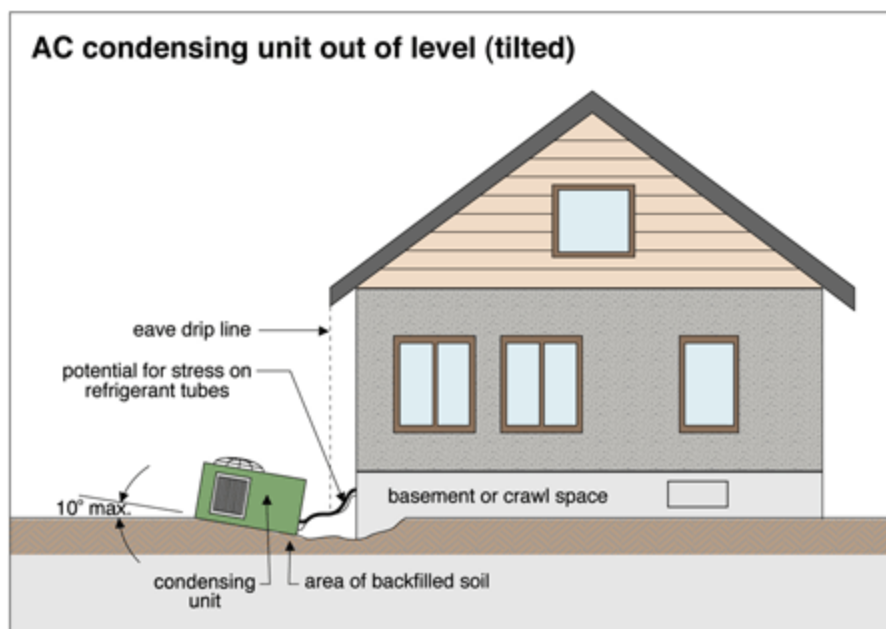 AC condensing unit out of level (tilted)
eave drip line
potential for stress on
refrigerant tubes
10° max.
basement or crawl space
condensing
unit
area of backfilled soil